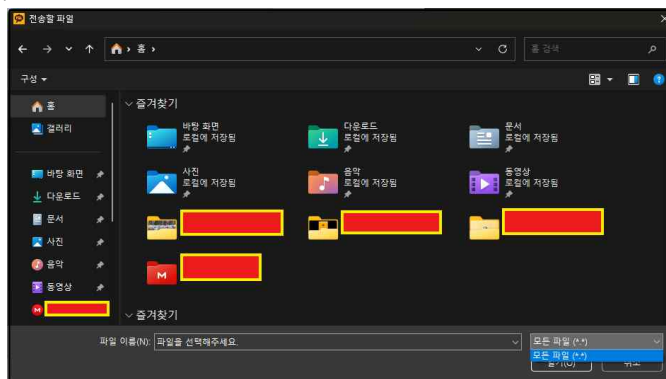 전송할 파일
홈
홈 검색
구성
홈
갤러리
바탕 화면
다운로드
문서
사진
음악
동영상
즐겨찾기
바탕 화면
로컬에 저장됨
다운로드
로컬에 저장됨
문서
로컬에 저장됨
사진
로컬에 저장됨
음악
로컬에 저장됨
동영상
로컬에 저장됨
즐겨찾기
파일 이름(N):
파일을 선택해주세요.
모든 파일 (*.*)
모든 파일 (*.*)
열기(O)
취소